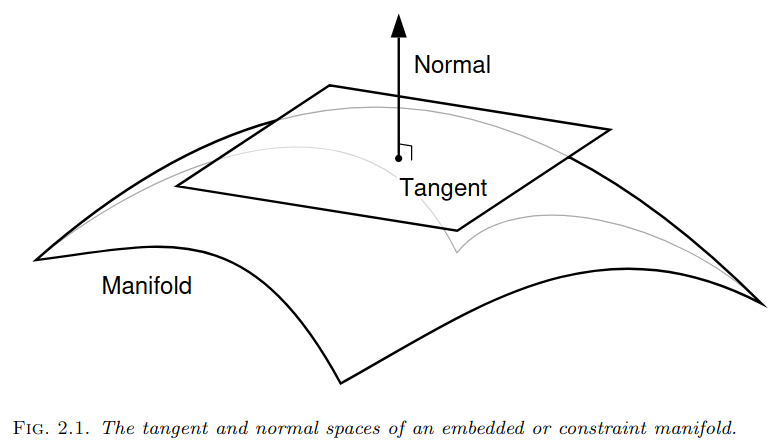 Normal
Tangent
Manifold
FIG. 2.1. The tangent and normal spaces of an embedded or constraint manifold.